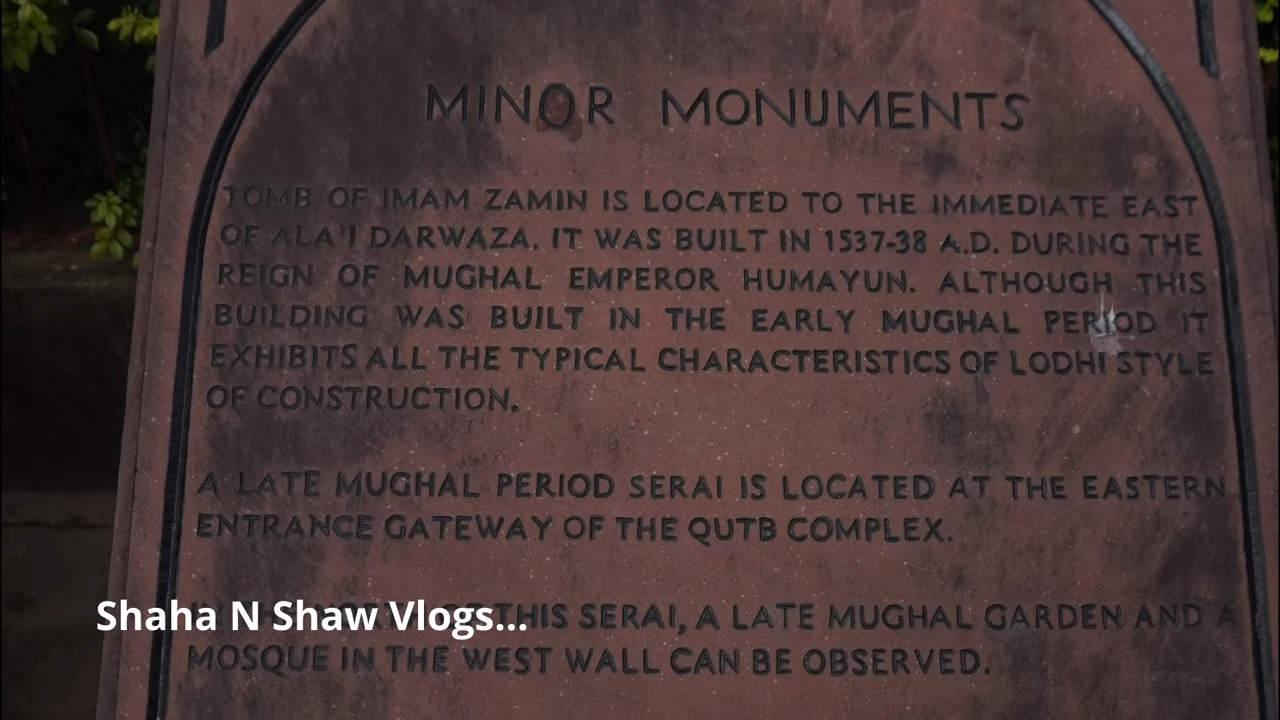 MINOR MONUMENTS
TOMB OF IMAM ZAMIN IS LOCATED TO THE IMMEDIATE EAST
OF ALA'I DARWAZA. IT WAS BUILT IN 1537-38 A.D. DURING THE
REIGN OF MUGHAL EMPEROR HUMAYUN. ALTHOUGH THIS
BUILDING WAS BUILT IN THE EARLY MUGHAL PERIOD IT
EXHIBITS ALL THE TYPICAL CHARACTERISTICS OF LODHI STYLE
OF CONSTRUCTION.
A LATE MUGHAL PERIOD SERAI IS LOCATED AT THE EASTERN
ENTRANCE GATEWAY OF THE QUTB COMPLEX.
THIS SERAI, A LATE MUGHAL GARDEN AND A
Shaha N Shaw Vlogs...
MOSQUE IN THE WEST WALL CAN BE OBSERVED.